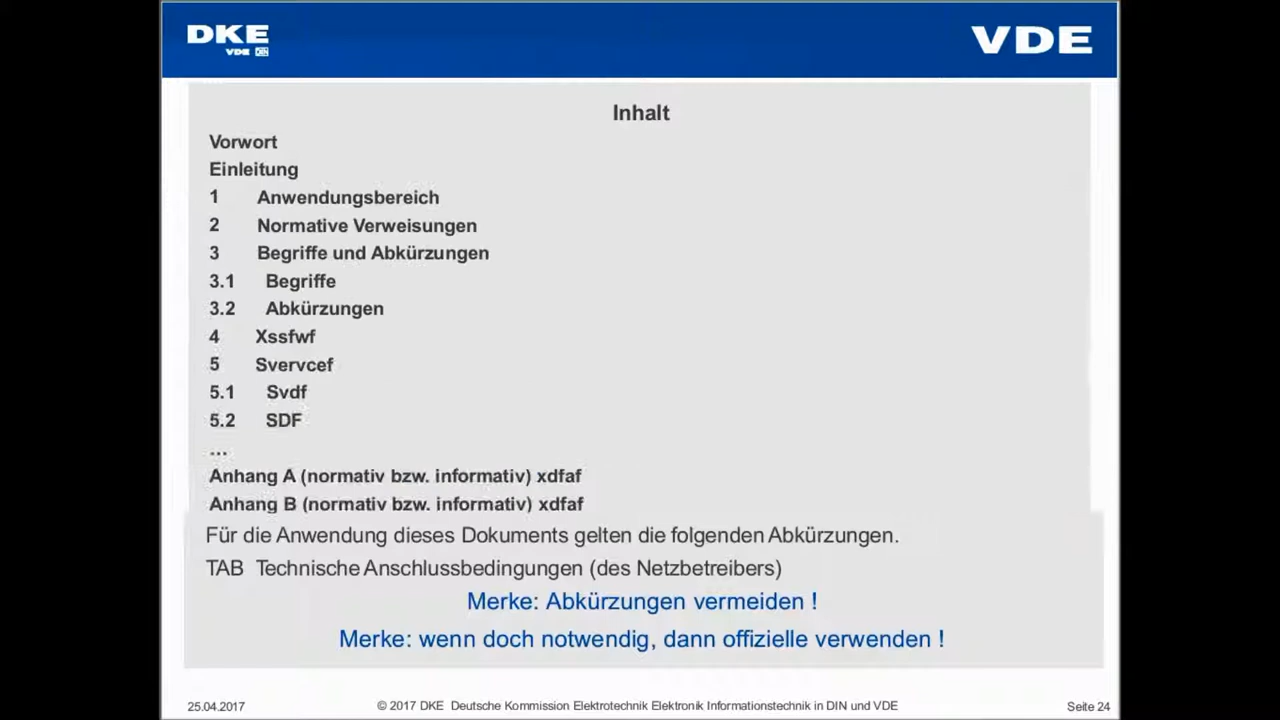 DKE
VDE DIN
VDE
Inhalt
Vorwort
Einleitung
1 Anwendungsbereich
2 Normative Verweisungen
3 Begriffe und Abkürzungen
3.1 Begriffe
3.2 Abkürzungen
4 Xssfwf
5 Svervcef
5.1 Svdf
5.2 SDF
...
Anhang A (normativ bzw. informativ) xdfaf
Anhang B (normativ bzw. informativ) xdfaf
Für die Anwendung dieses Dokuments gelten die folgenden Abkürzungen.
TAB Technische Anschlussbedingungen (des Netzbetreibers)
Merke: Abkürzungen vermeiden !
Merke: wenn doch notwendig, dann offizielle verwenden !
25.04.2017 © 2017 DKE Deutsche Kommission Elektrotechnik Elektronik Informationstechnik in DIN und VDE Seite 24